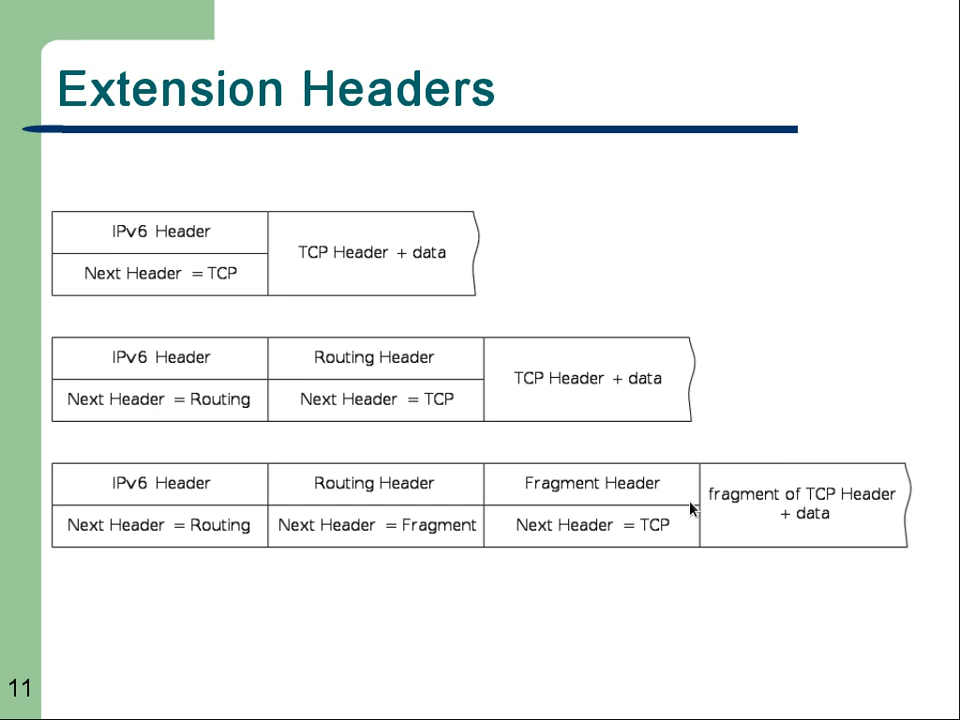 Extension Headers
IPv6 Header
TCP Header + data
Next Header = TCP
IPv6 Header
Routing Header
TCP Header + data
Next Header = Routing
Next Header = TCP
IPv6 Header
Routing Header
Fragment Header
fragment of TCP Header
+ data
Next Header = Routing
Next Header = Fragment
Next Header = TCP
11